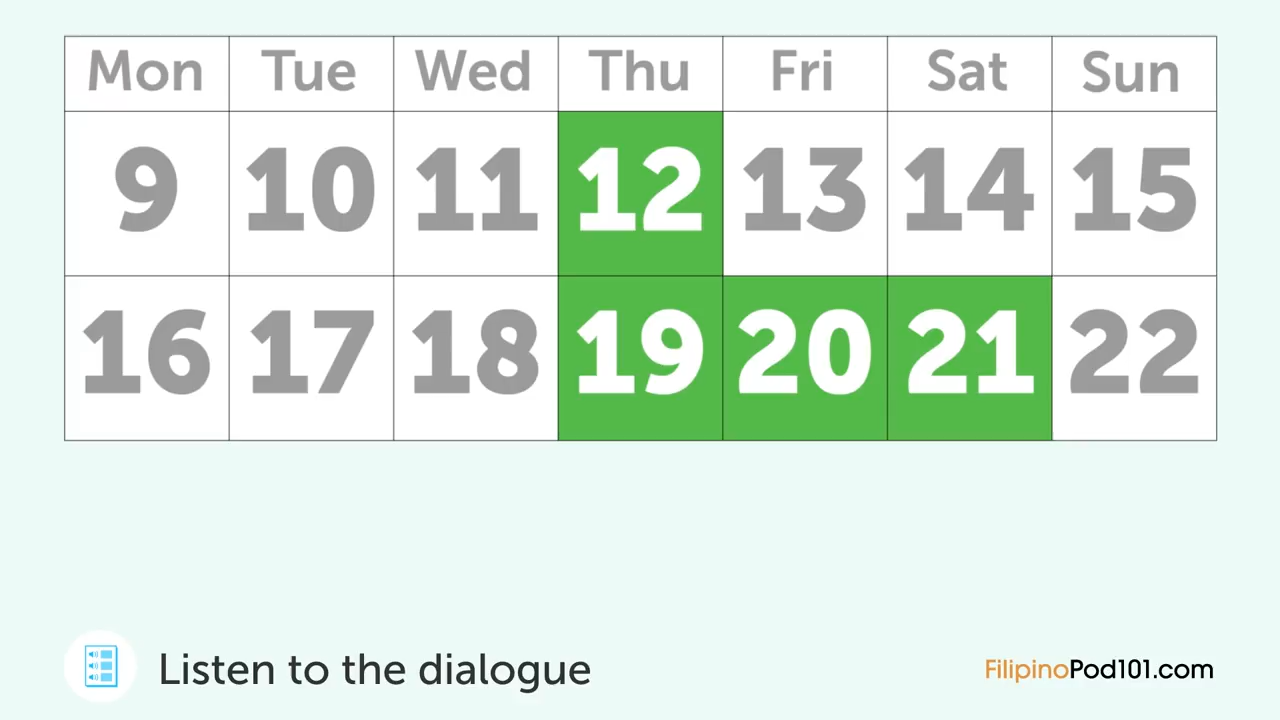 Mon Tue Wed Thu Fri Sat Sun
9 10 11 12 13 14 15
16 17 18 19 20 21 22
Listen to the dialogue
FilipinoPod101.com